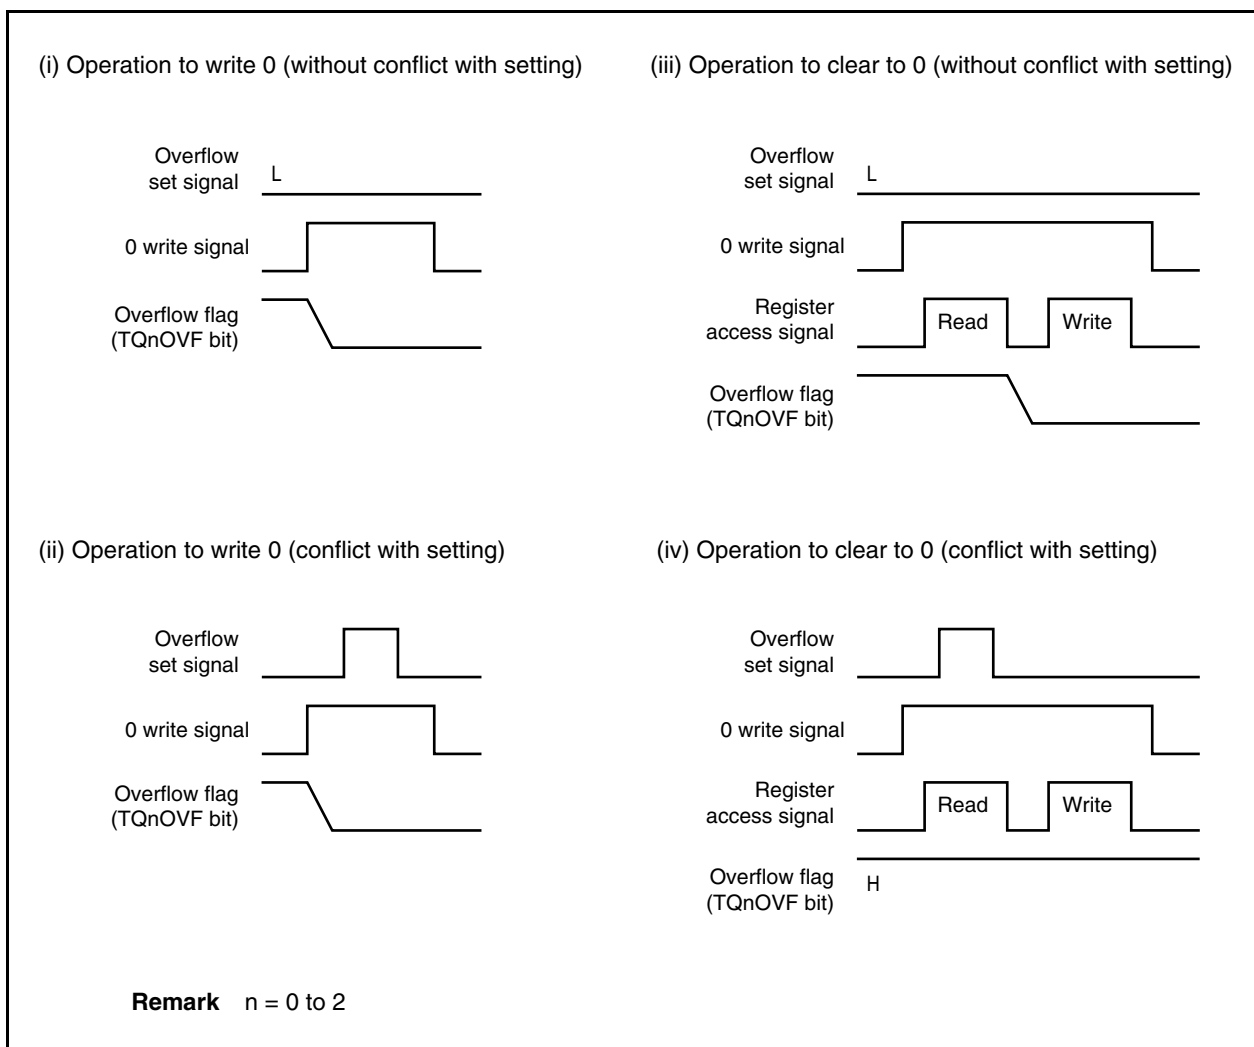 (i) Operation to write 0 (without conflict with setting)
Overflow
set signal
L
0 write signal
Overflow flag
(TQnOVF bit)
(iii) Operation to clear to 0 (without conflict with setting)
Overflow
set signal
L
0 write signal
Register
access signal
Read
Write
Overflow flag
(TQnOVF bit)
(ii) Operation to write 0 (conflict with setting)
Overflow
set signal
0 write signal
Overflow flag
(TQnOVF bit)
(iv) Operation to clear to 0 (conflict with setting)
Overflow
set signal
0 write signal
Register
access signal
Read
Write
Overflow flag
(TQnOVF bit)
H
Remark n = 0 to 2